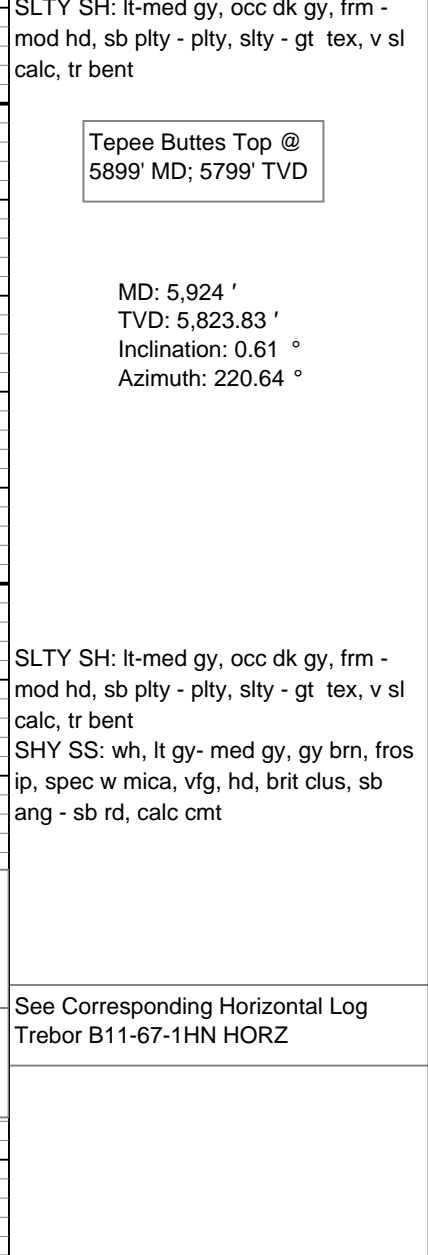 SLTY SH: lt-med gy, occ dk gy, frm -
mod hd, sb plty - plty, slty - gt  tex, v sl
calc, tr bent
Tepee Buttes Top @
5899' MD; 5799' TVD
MD: 5,924 ′
TVD: 5,823.83 ′
Inclination: 0.61  °
Azimuth: 220.64 °
SLTY SH: lt-med gy, occ dk gy, frm -
mod hd, sb plty - plty, slty - gt  tex, v sl
calc, tr bent
SHY SS: wh, lt gy- med gy, gy brn, fros
ip, spec w mica, vfg, hd, brit clus, sb
ang - sb rd, calc cmt
See Corresponding Horizontal Log
Trebor B11-67-1HN HORZ